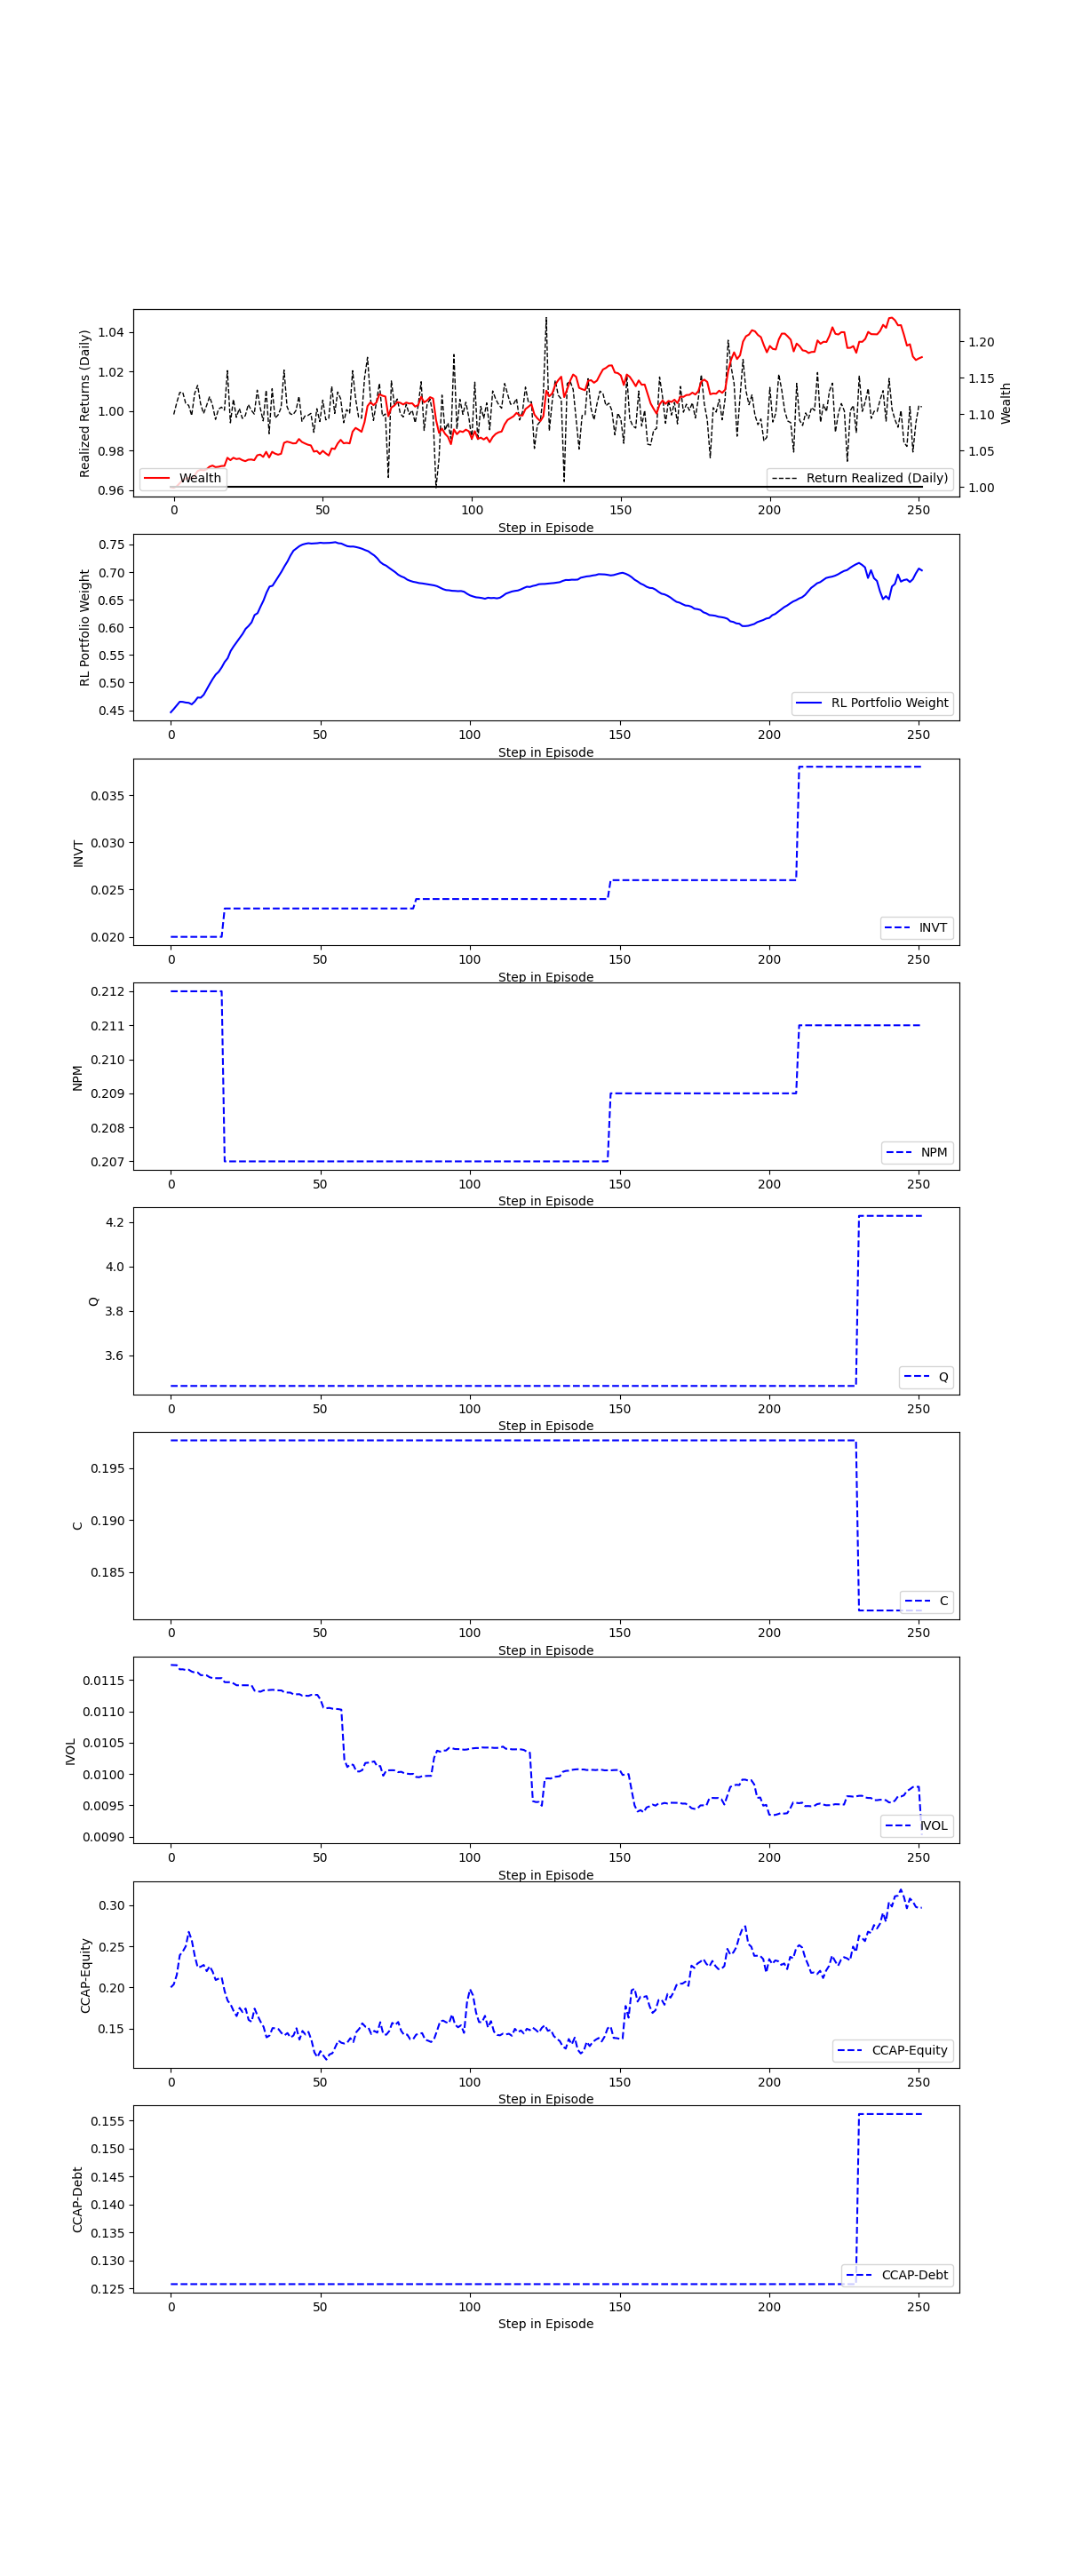 1.04
1.02
1.00
0.98
0.96
Realized Returns (Daily)
1.20
1.15
1.10
1.05
1.00
Wealth
Wealth
Return Realized (Daily)
0 50 100 150 200 250
Step in Episode
0.75
0.70
0.65
0.60
0.55
0.50
0.45
RL Portfolio Weight
RL Portfolio Weight
0 50 100 150 200 250
Step in Episode
0.035
0.030
0.025
0.020
INVT
INVT
0 50 100 150 200 250
Step in Episode
0.212
0.211
0.210
0.209
0.208
0.207
NPM
NPM
0 50 100 150 200 250
Step in Episode
4.2
4.0
3.8
3.6
Q
Q
0 50 100 150 200 250
Step in Episode
0.195
0.190
0.185
C
C
0 50 100 150 200 250
Step in Episode
0.0115
0.0110
0.0105
0.0100
0.0095
0.0090
IVOL
IVOL
0 50 100 150 200 250
Step in Episode
0.30
0.25
0.20
0.15
CCAP-Equity
CCAP-Equity
0 50 100 150 200 250
Step in Episode
0.155
0.150
0.145
0.140
0.135
0.130
0.125
CCAP-Debt
CCAP-Debt
0 50 100 150 200 250
Step in Episode